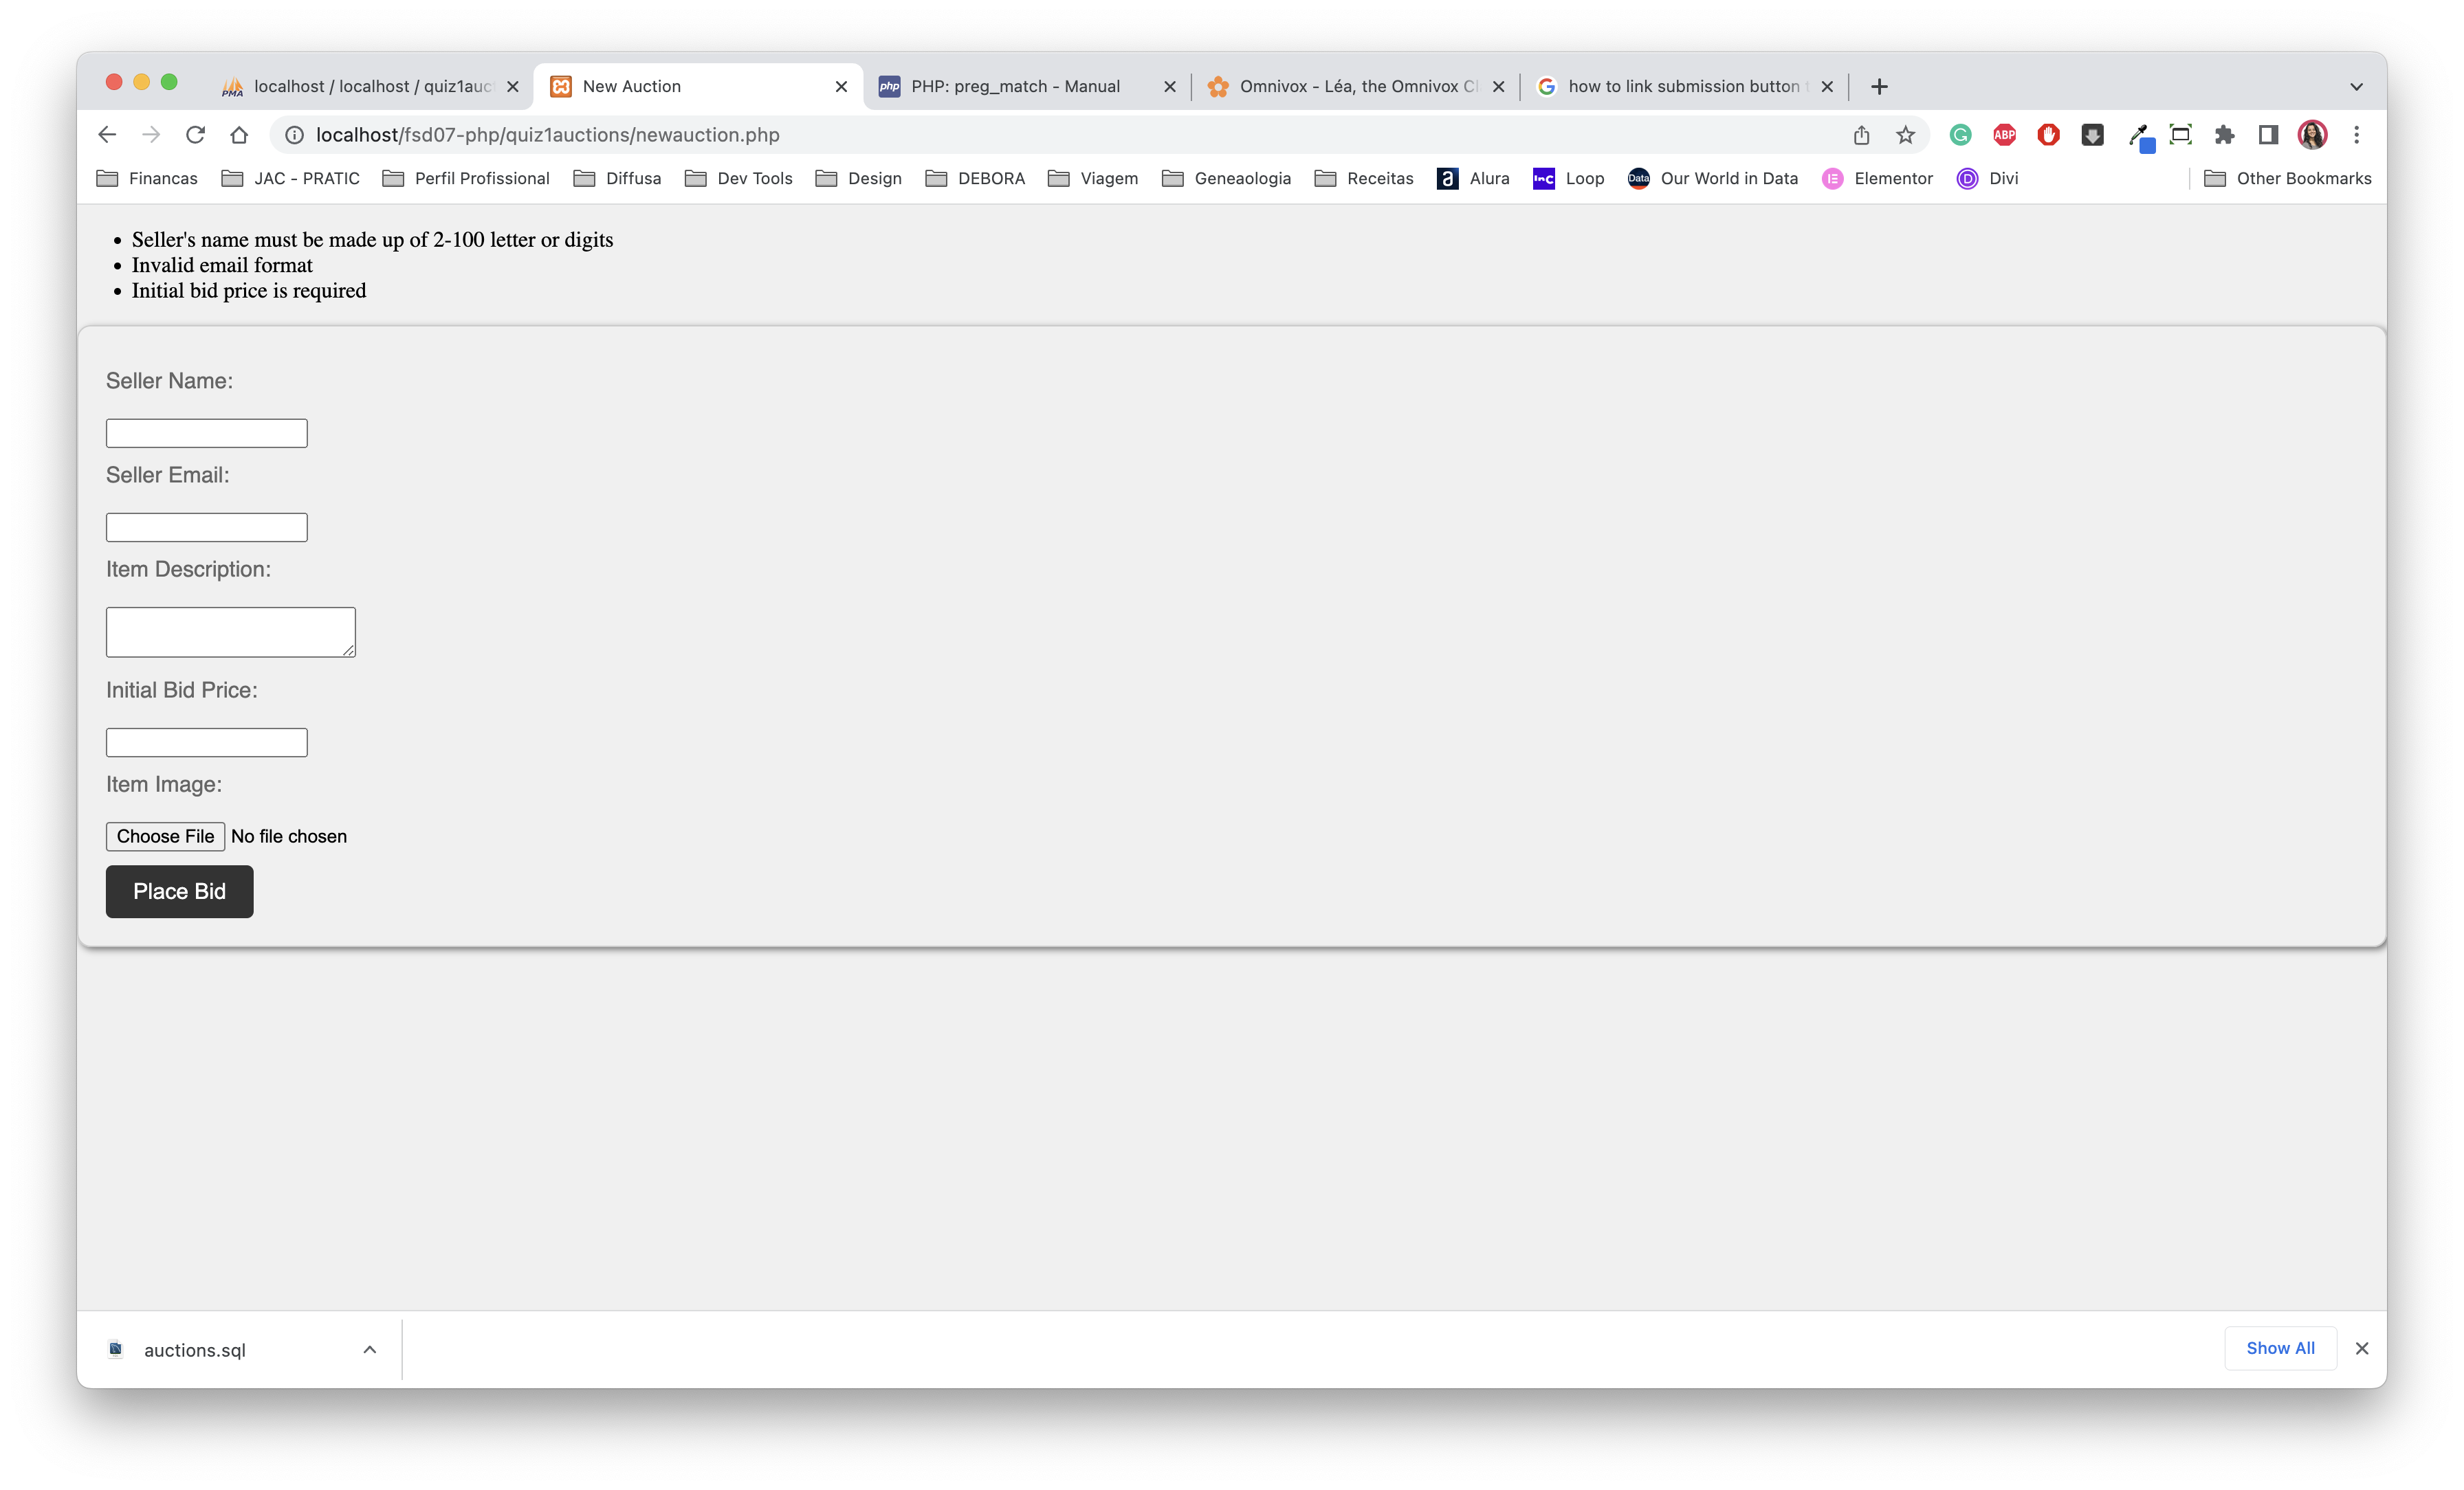 localhost / localhost / quiz1auc New Auction PHP: preg_match - Manual Omnivox - Léa, the Omnivox Cl how to link submission button t
localhost/fsd07-php/quiz1auctions/newauction.php ABP
Financas JAC - PRATIC Perfil Profissional Diffusa Dev Tools Design DEBORA Viagem Geneaologia Receitas Alura Loop Our World in Data Elementor Divi Other Bookmarks
• Seller's name must be made up of 2-100 letter or digits
• Invalid email format
• Initial bid price is required
Seller Name:
Seller Email:
Item Description:
Initial Bid Price:
Item Image:
Choose File No file chosen
Place Bid
auctions.sql Show All